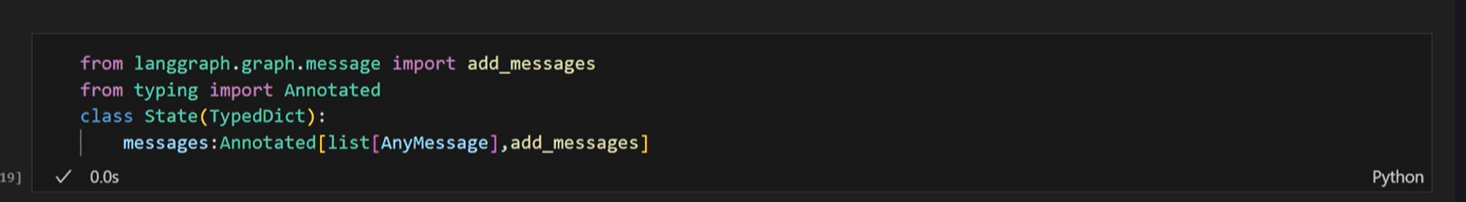 from langgraph.graph.message import add_messages
from typing import Annotated
class State(TypedDict):
    messages:Annotated[list[AnyMessage],add_messages]
19] ✓ 0.0s Python